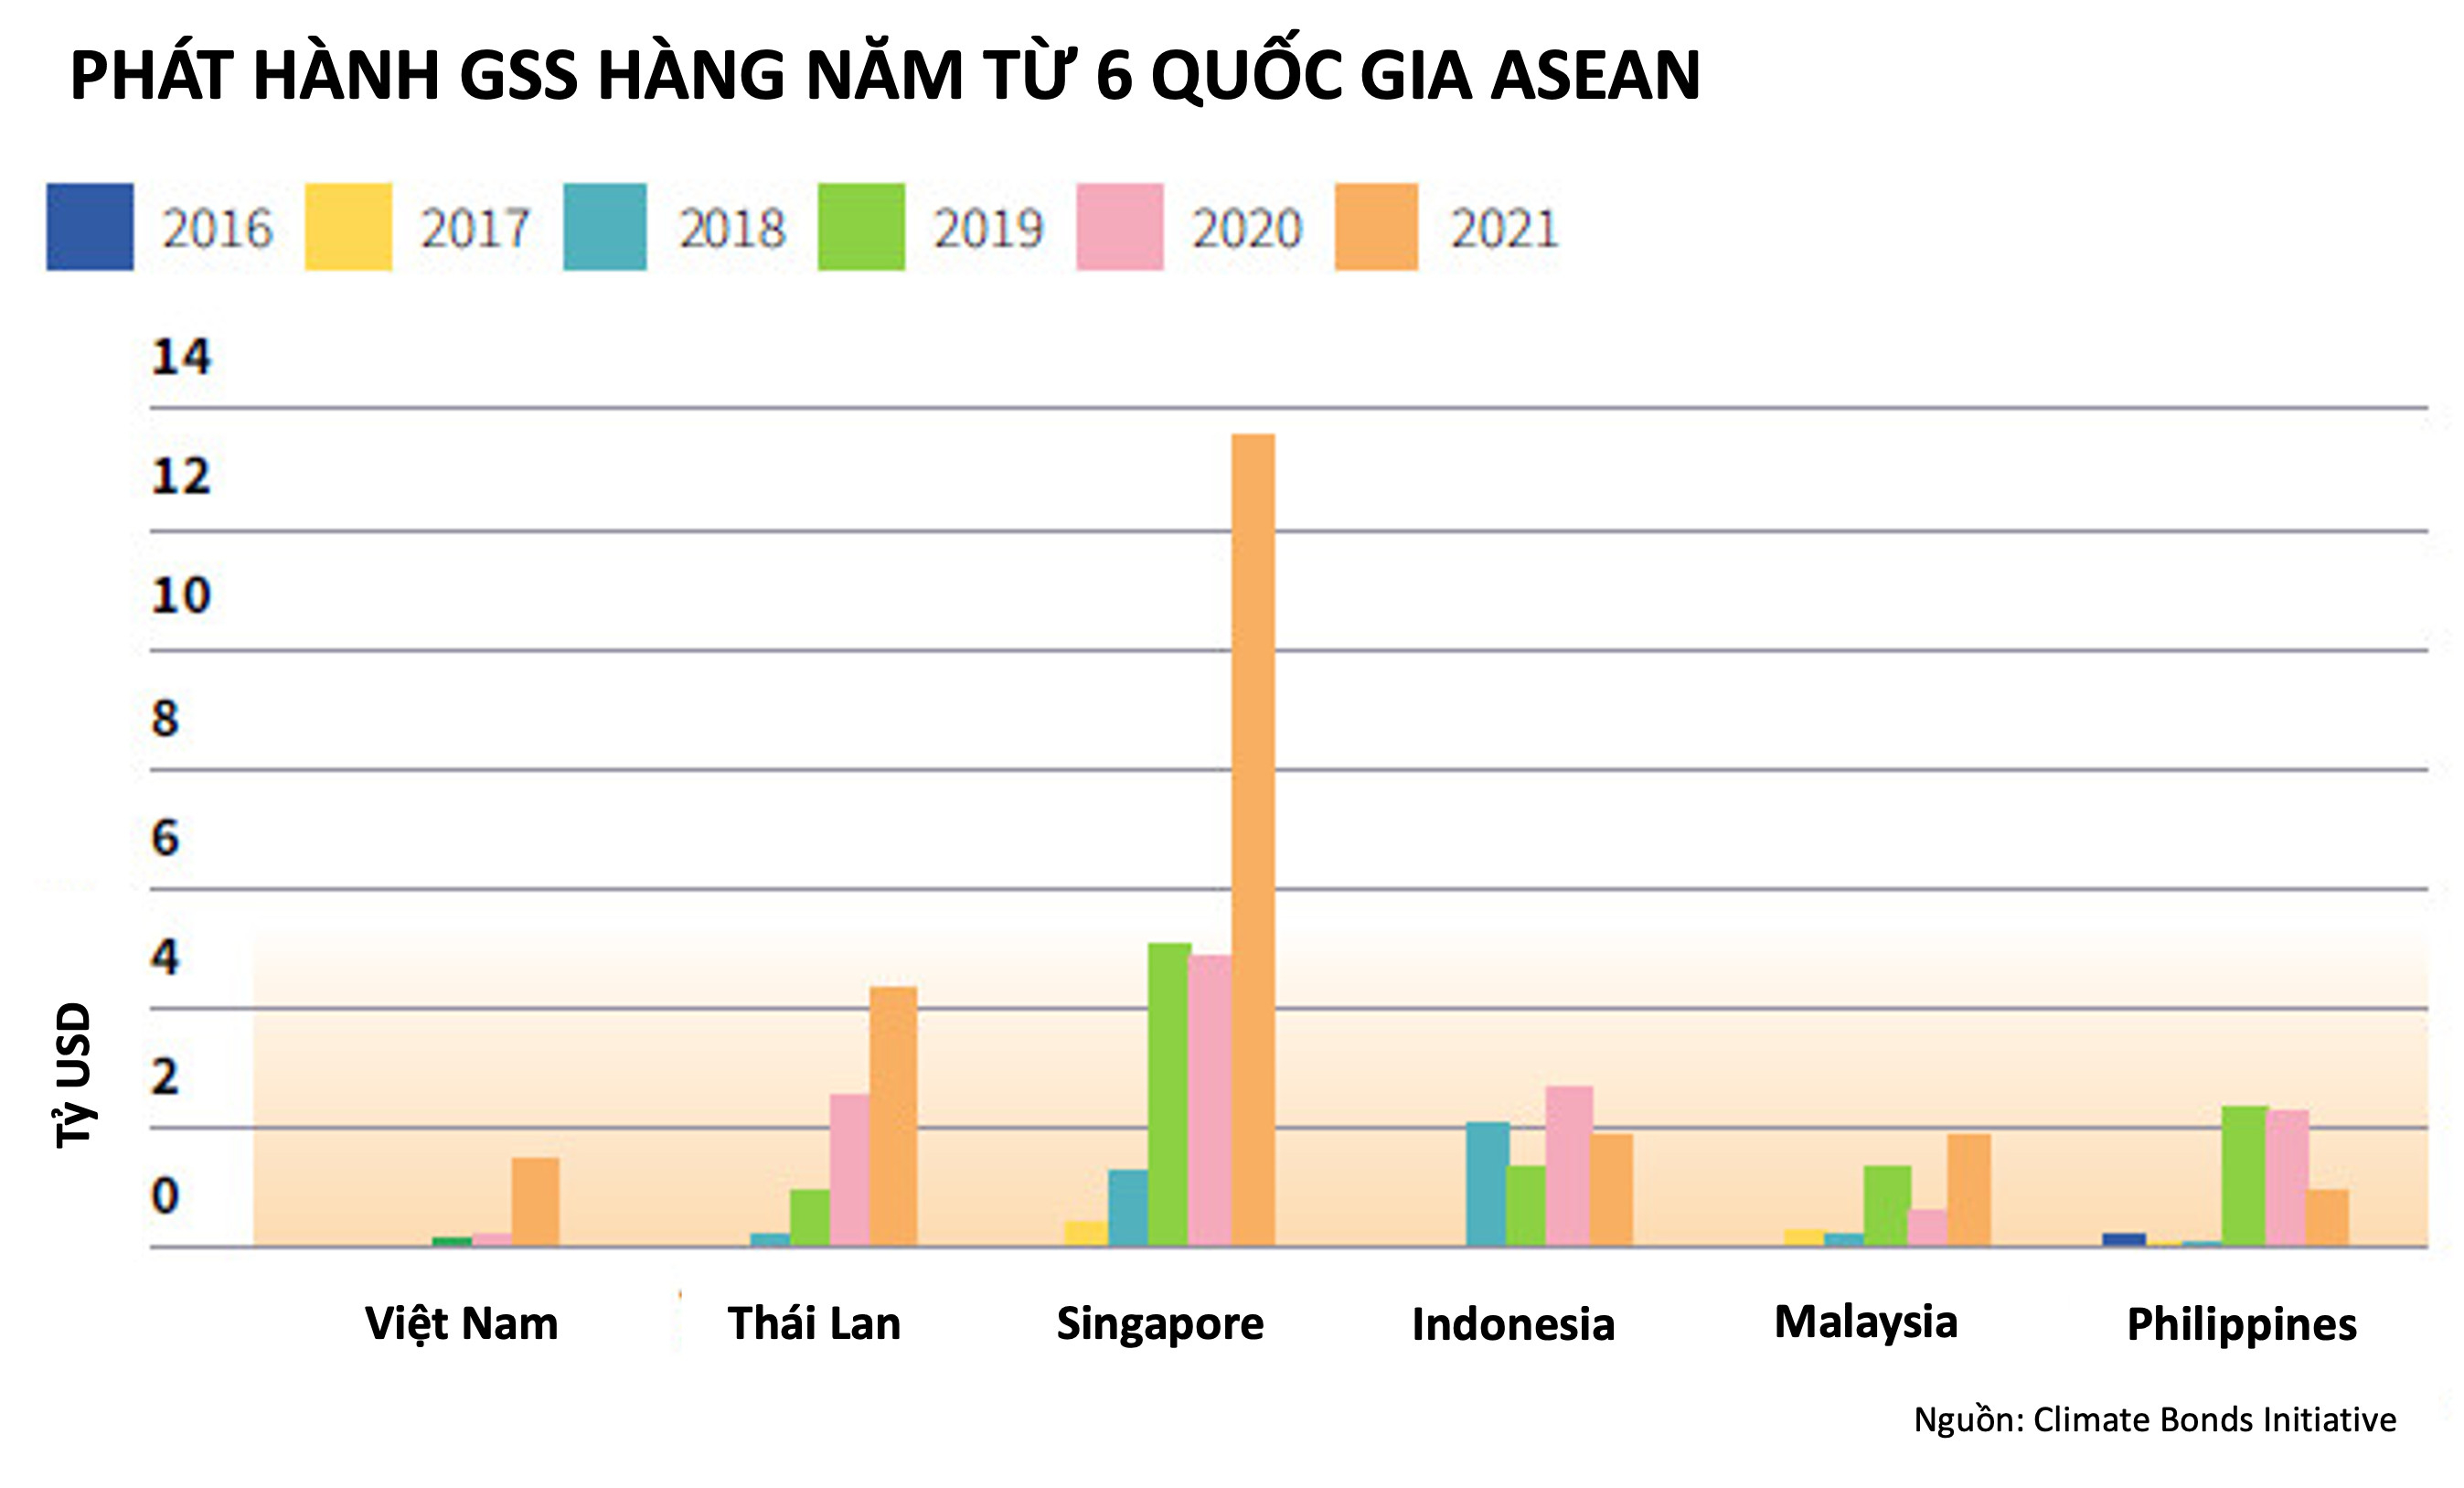 PHÁT HÀNH GSS HÀNG NĂM TỪ 6 QUỐC GIA ASEAN
2016 2017 2018 2019 2020 2021
14
12
10
8
6
4
2
0
Tỷ USD
Việt Nam Thái Lan Singapore Indonesia Malaysia Philippines
Nguồn: Climate Bonds Initiative